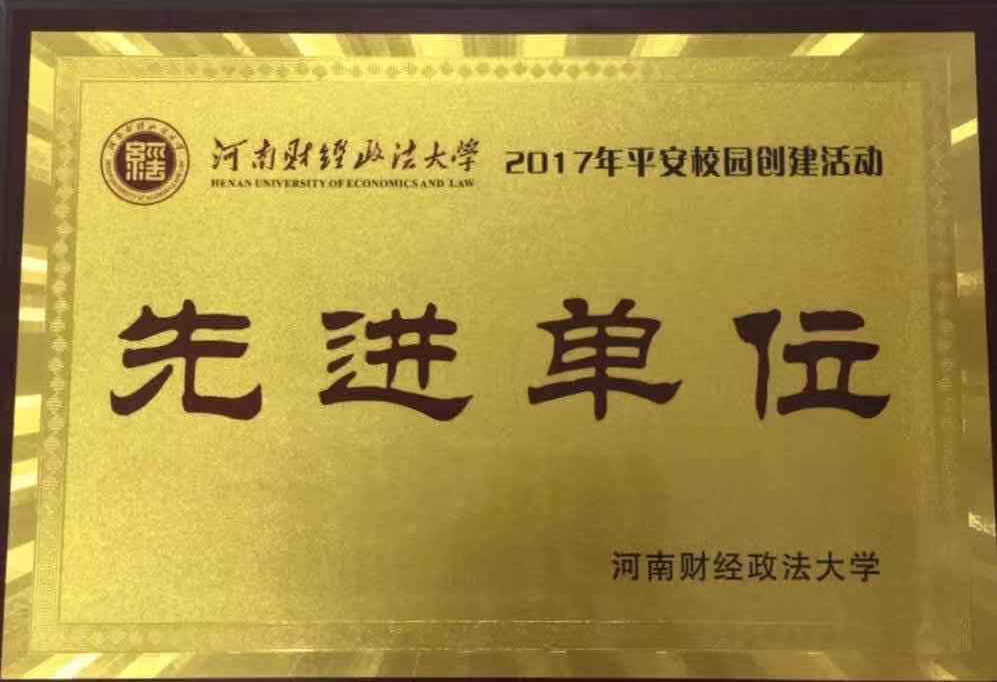 河南财经政法大学 2017年平安校园创建活动
HENAN UNIVERSITY OF ECONOMICS AND LAW
先进单位
河南财经政法大学